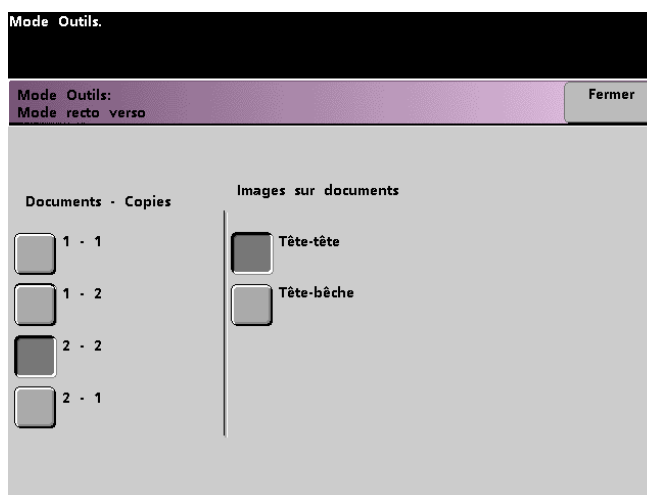 Mode Outils.
Mode Outils:
Mode recto verso
Fermer
Documents - Copies
1 - 1
1 - 2
2 - 2
2 - 1
Images sur documents
Tête-tête
Tête-bêche